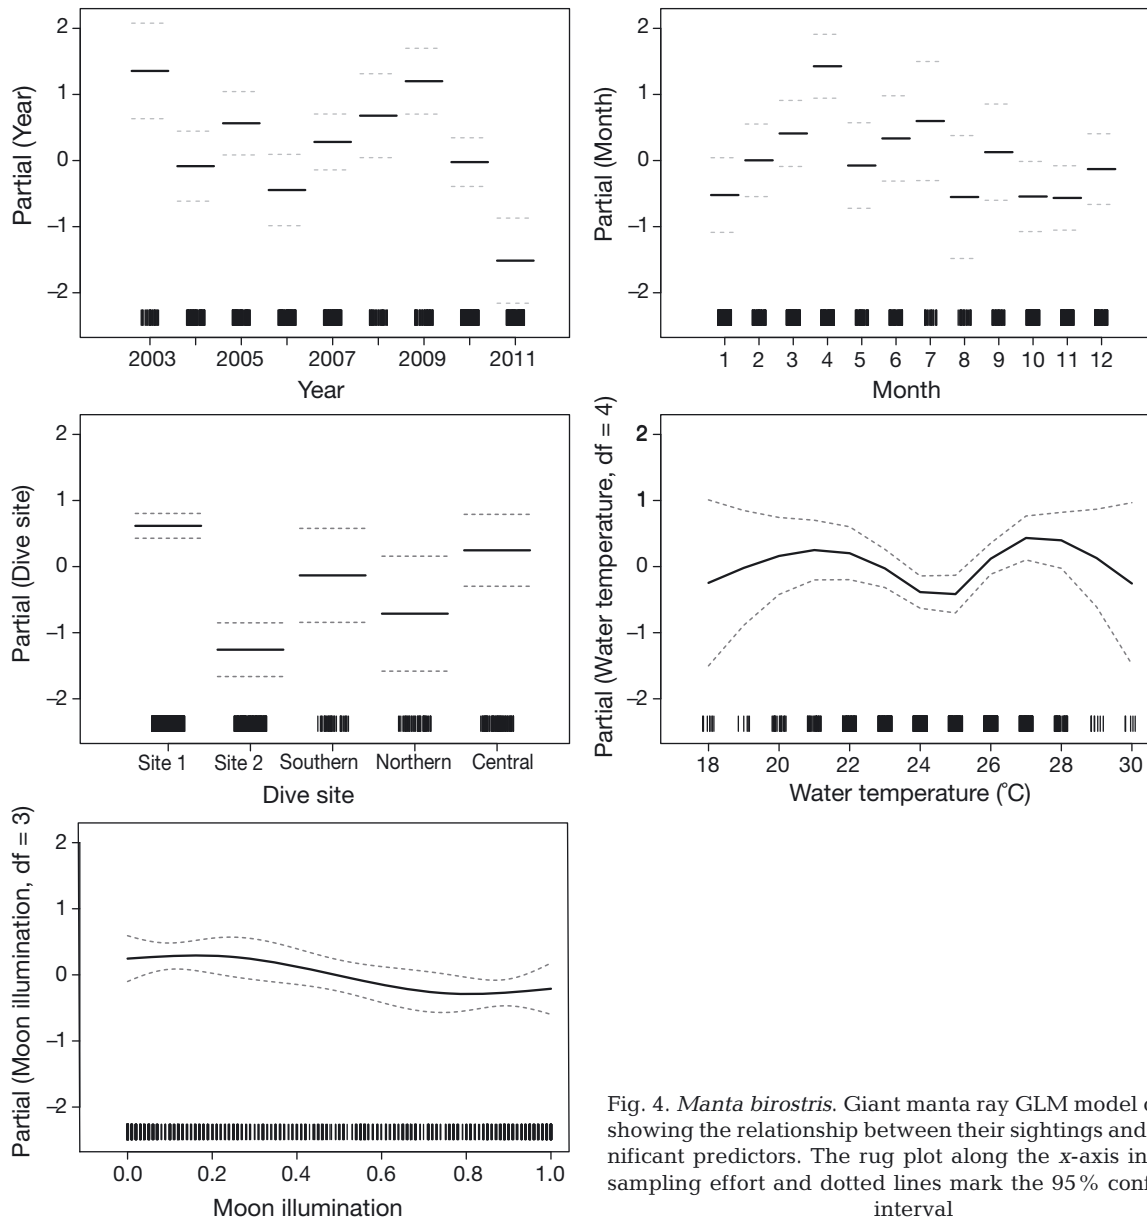 2
1
0
–1
–2
Partial (Year)
2003 2005 2007 2009 2011
Year
2
1
0
–1
–2
Partial (Month)
1 2 3 4 5 6 7 8 9 10 11 12
Month
2
1
0
–1
–2
Partial (Dive site)
Site 1 Site 2 Southern Northern Central
Dive site
2
1
0
–1
–2
Partial (Water temperature, df = 4)
18 20 22 24 26 28 30
Water temperature (°C)
2
1
0
–1
–2
Partial (Moon illumination, df = 3)
0.0 0.2 0.4 0.6 0.8 1.0
Moon illumination
Fig. 4. Manta birostris. Giant manta ray GLM model
showing the relationship between their sightings and
nificant predictors. The rug plot along the x-axis in
sampling effort and dotted lines mark the 95% conf
interval